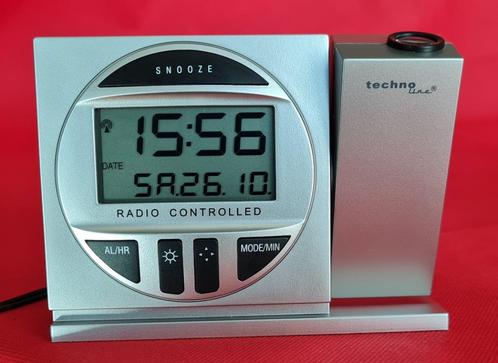 SNOOZE
techno
line®
15:56
DATE
SA.26.10.
RADIO CONTROLLED
AL/HR
MODE/MIN